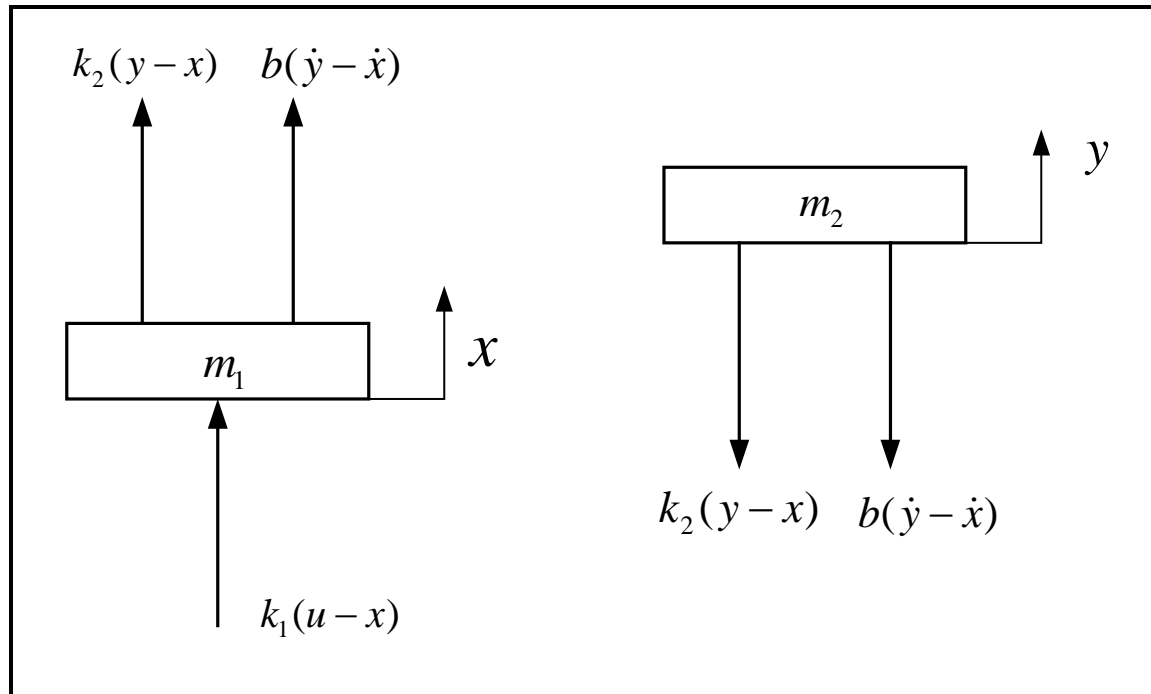 k₂(y − x) b(ẏ − ẋ)
y
m₂
x
m₁
k₂(y − x) b(ẏ − ẋ)
k₁(u − x)